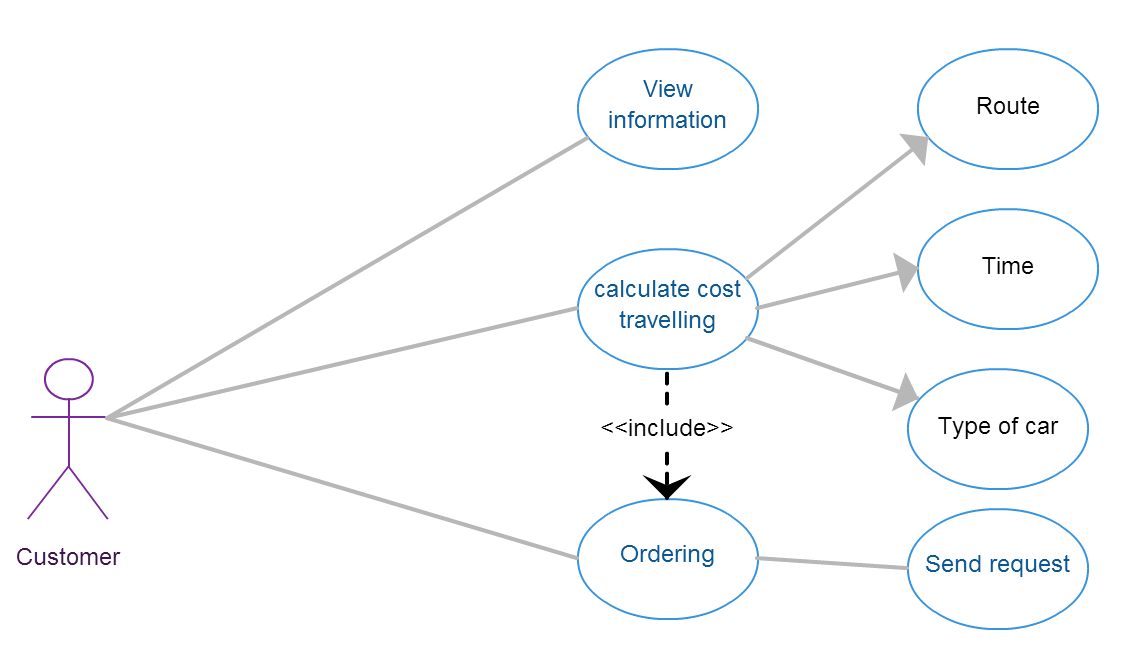 View
information
Route
Time
calculate cost
travelling
Type of car
<<include>>
Ordering
Send request
Customer